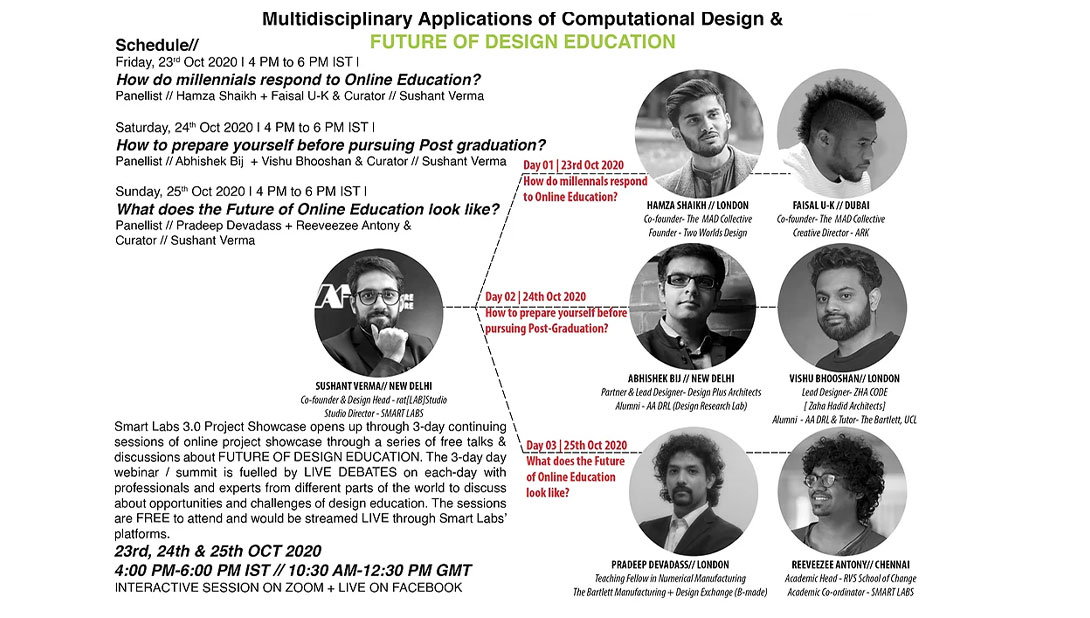 Multidisciplinary Applications of Computational Design &
FUTURE OF DESIGN EDUCATION
Schedule//
Friday, 23rd Oct 2020 I 4 PM to 6 PM IST I
How do millennials respond to Online Education?
Panellist // Hamza Shaikh + Faisal U-K & Curator // Sushant Verma
Saturday, 24th Oct 2020 I 4 PM to 6 PM IST I
How to prepare yourself before pursuing Post graduation?
Panellist // Abhishek Bij + Vishu Bhooshan & Curator // Sushant Verma
Sunday, 25th Oct 2020 I 4 PM to 6 PM IST I
What does the Future of Online Education look like?
Panellist // Pradeep Devadass + Reeveezee Antony &
Curator // Sushant Verma
SUSHANT VERMA// NEW DELHI
Co-founder & Design Head - rat[LAB]Studio
Studio Director - SMART LABS
Smart Labs 3.0 Project Showcase opens up through 3-day continuing
sessions of online project showcase through a series of free talks &
discussions about FUTURE OF DESIGN EDUCATION. The 3-day day
webinar / summit is fuelled by LIVE DEBATES on each-day with
professionals and experts from different parts of the world to discuss
about opportunities and challenges of design education. The sessions
are FREE to attend and would be streamed LIVE through Smart Labs'
platforms.
23rd, 24th & 25th OCT 2020
4:00 PM-6:00 PM IST // 10:30 AM-12:30 PM GMT
INTERACTIVE SESSION ON ZOOM + LIVE ON FACEBOOK
Day 01 | 23rd Oct 2020
How do millennals respond
to Online Education?
HAMZA SHAIKH // LONDON
Co-founder- The MAD Collective
Founder - Two Worlds Design
FAISAL U-K // DUBAI
Co-founder- The MAD Collective
Creative Director - ARK
Day 02 | 24th Oct 2020
How to prepare yourself before
pursuing Post-Graduation?
ABHISHEK BIJ // NEW DELHI
Partner & Lead Designer- Design Plus Architects
Alumni - AA DRL (Design Research Lab)
VISHU BHOOSHAN// LONDON
Lead Designer- ZHA CODE
[ Zaha Hadid Architects]
Alumni - AA DRL & Tutor- The Bartlett, UCL
Day 03 | 25th Oct 2020
What does the Future
of Online Education
look like?
PRADEEP DEVADASS// LONDON
Teaching Fellow in Numerical Manufacturing
The Bartlett Manufacturing + Design Exchange (B-made)
REEVEEZEE ANTONY// CHENNAI
Academic Head - RVS School of Change
Academic Co-ordinator - SMART LABS